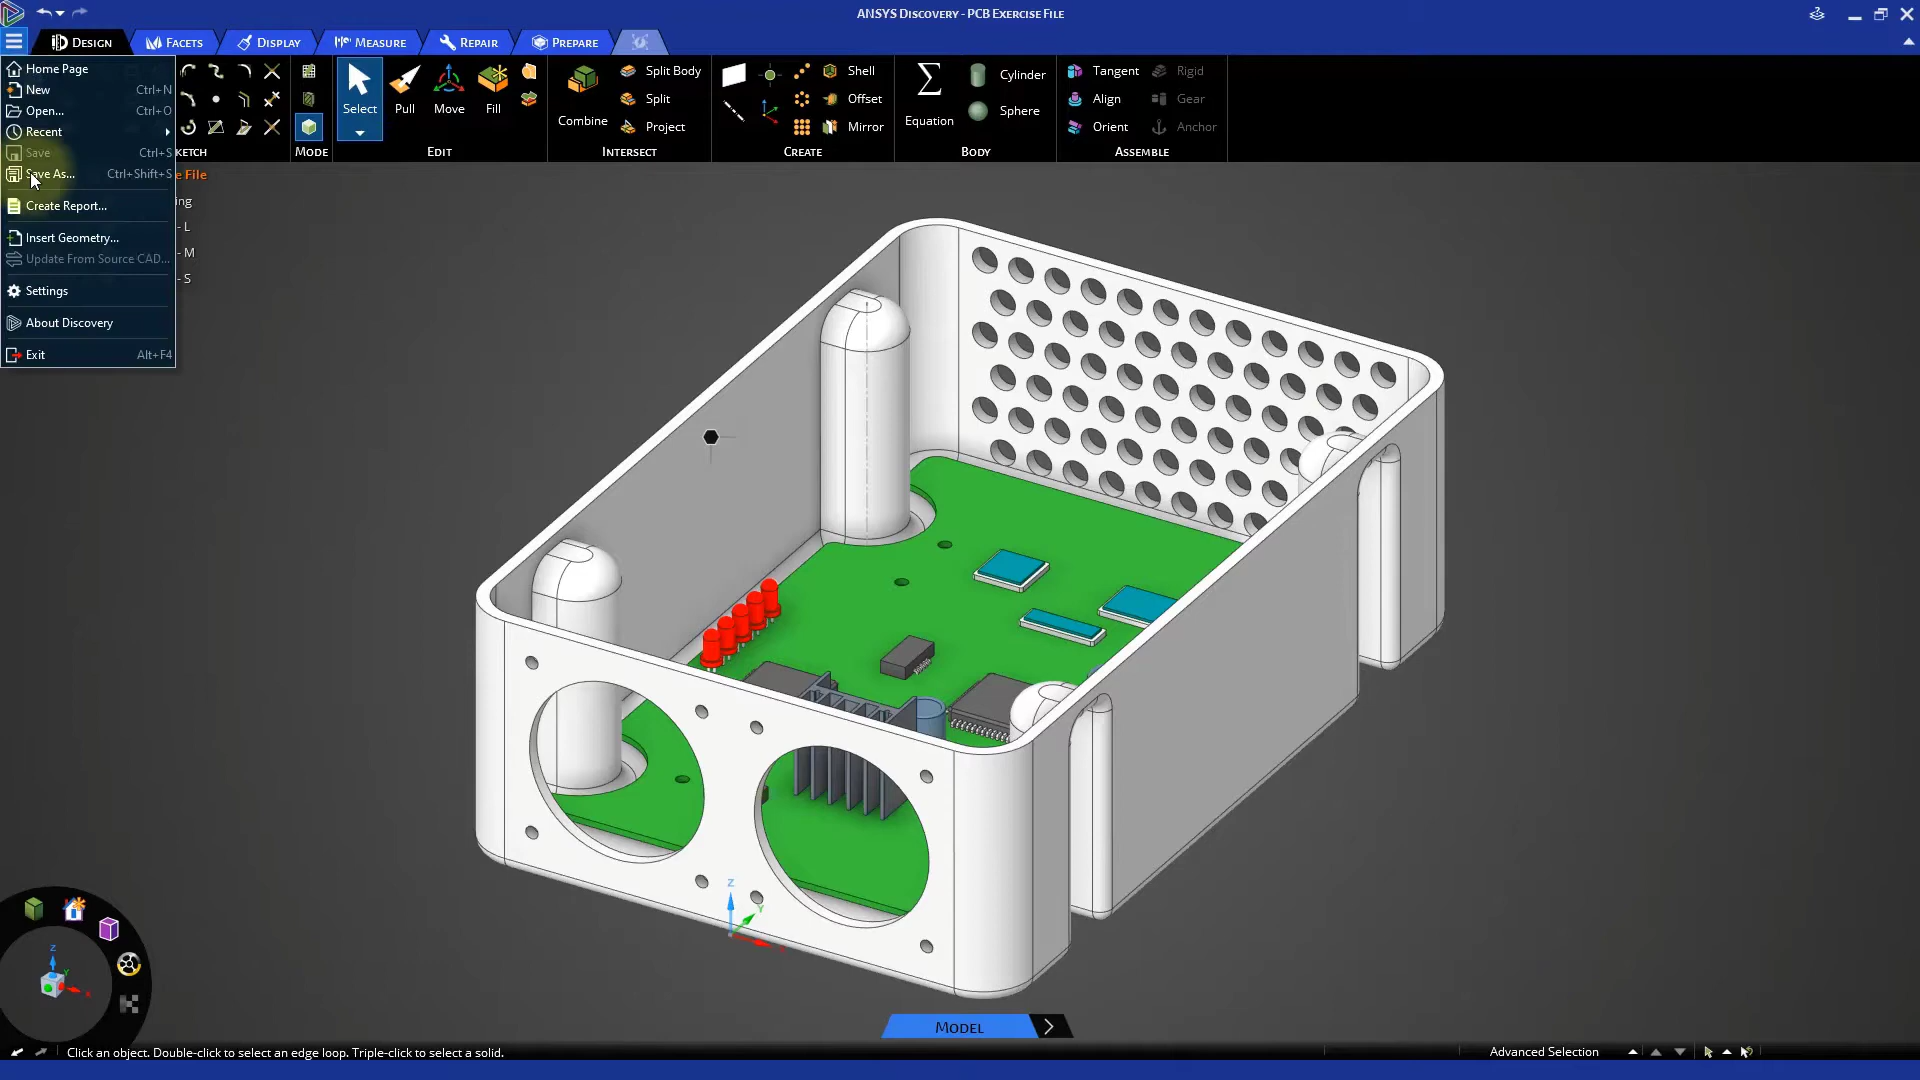 ANSYS Discovery - PCB Exercise File
Design
Facets
Display
Measure
Repair
Prepare
Home Page
New Ctrl+N
Open... Ctrl+O
Recent
Save Ctrl+S
Save As... Ctrl+Shift+S
Create Report...
Insert Geometry...
Update From Source CAD...
Settings
About Discovery
Exit Alt+F4
ketch
Mode
Select
Pull
Move
Fill
Edit
Combine
Split Body
Split
Project
Intersect
Shell
Offset
Mirror
Create
Equation
Cylinder
Sphere
Body
Tangent
Align
Orient
Rigid
Gear
Anchor
Assemble
e File
ing
- L
- M
- S
Z
Y
Z
Y
X
Model
Click an object. Double-click to select an edge loop. Triple-click to select a solid.
Advanced Selection